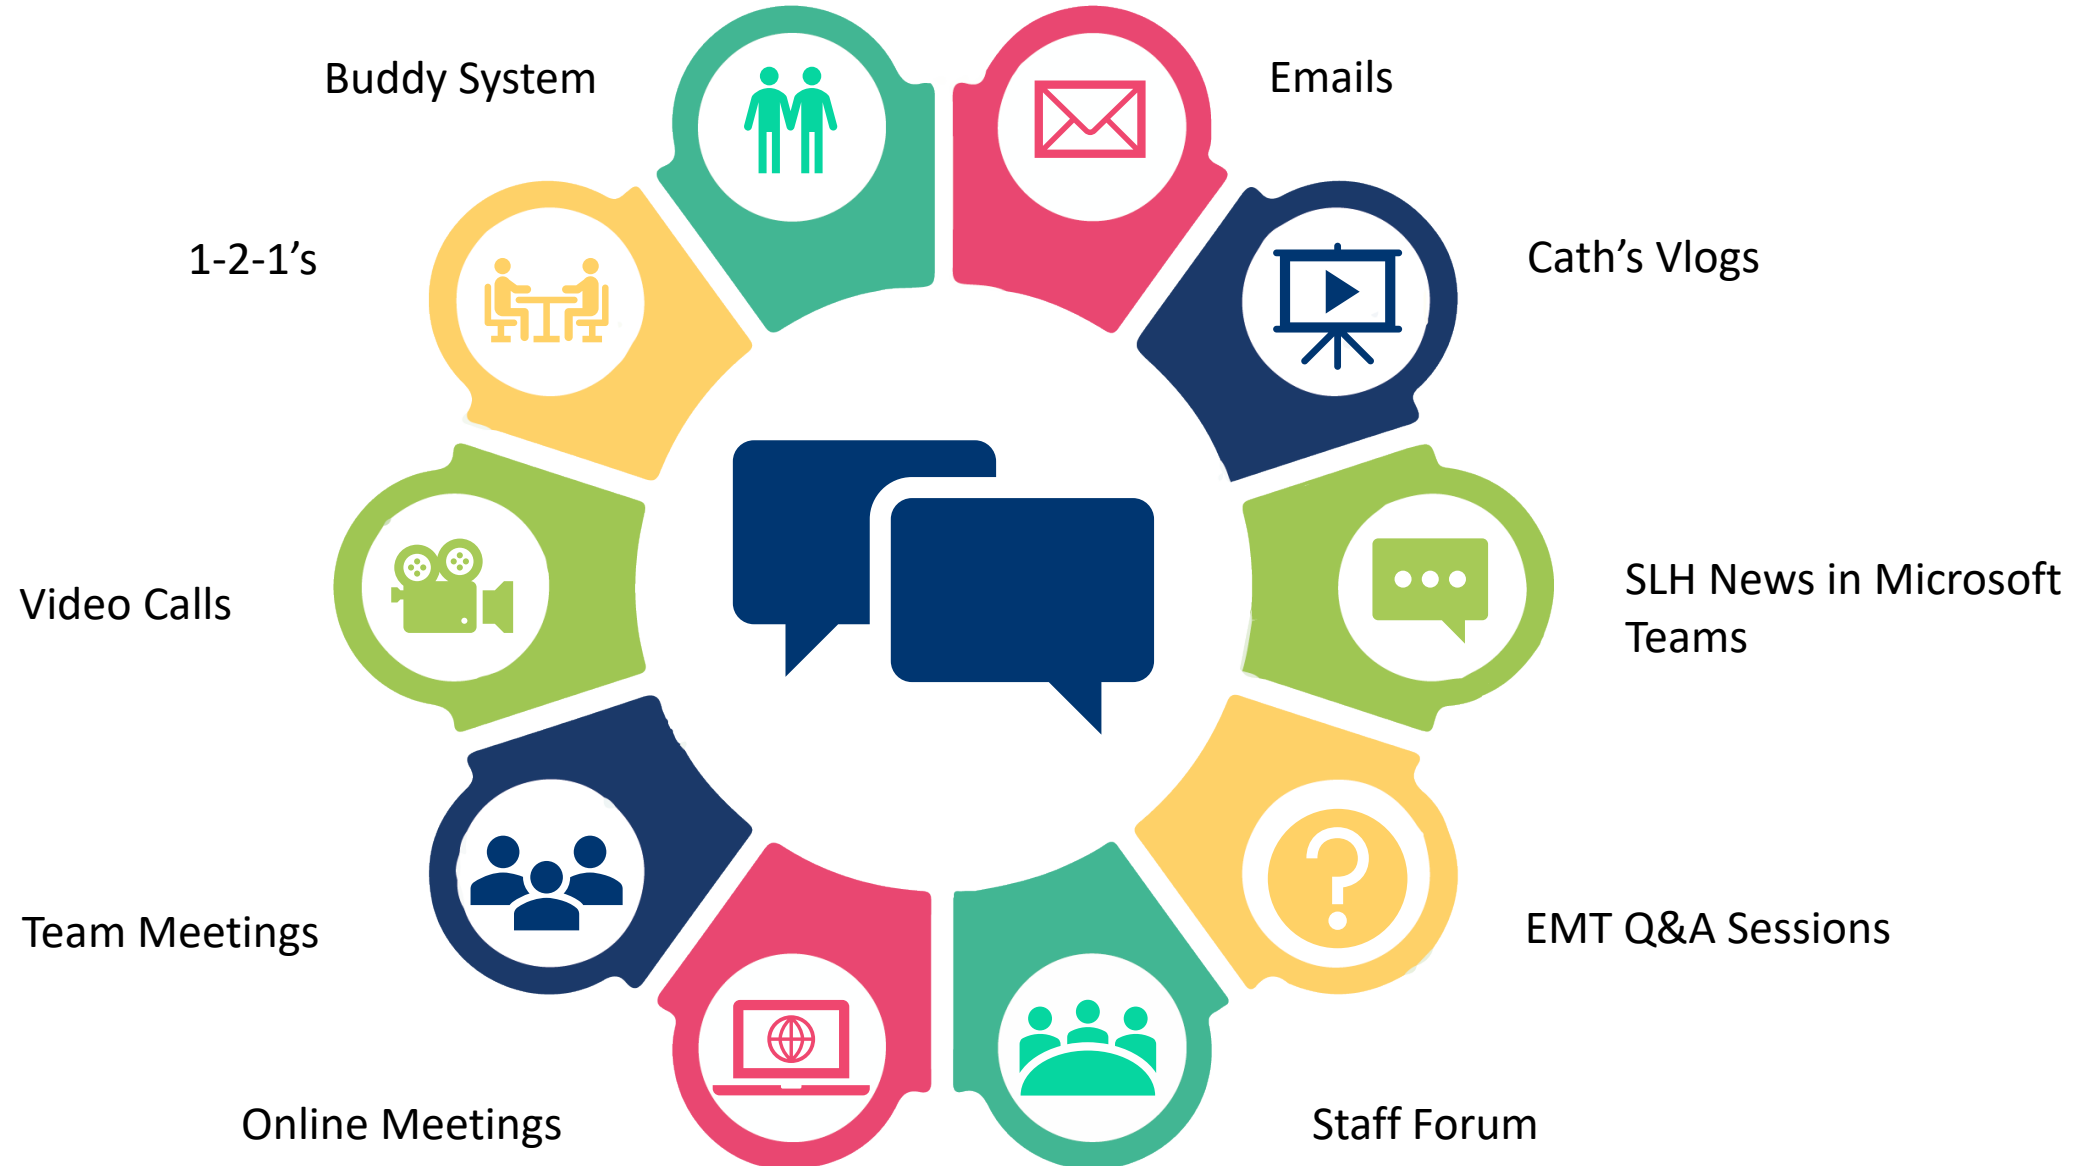 Buddy System
Emails
1-2-1’s
Cath’s Vlogs
Video Calls
SLH News in Microsoft
Teams
Team Meetings
EMT Q&A Sessions
Online Meetings
Staff Forum